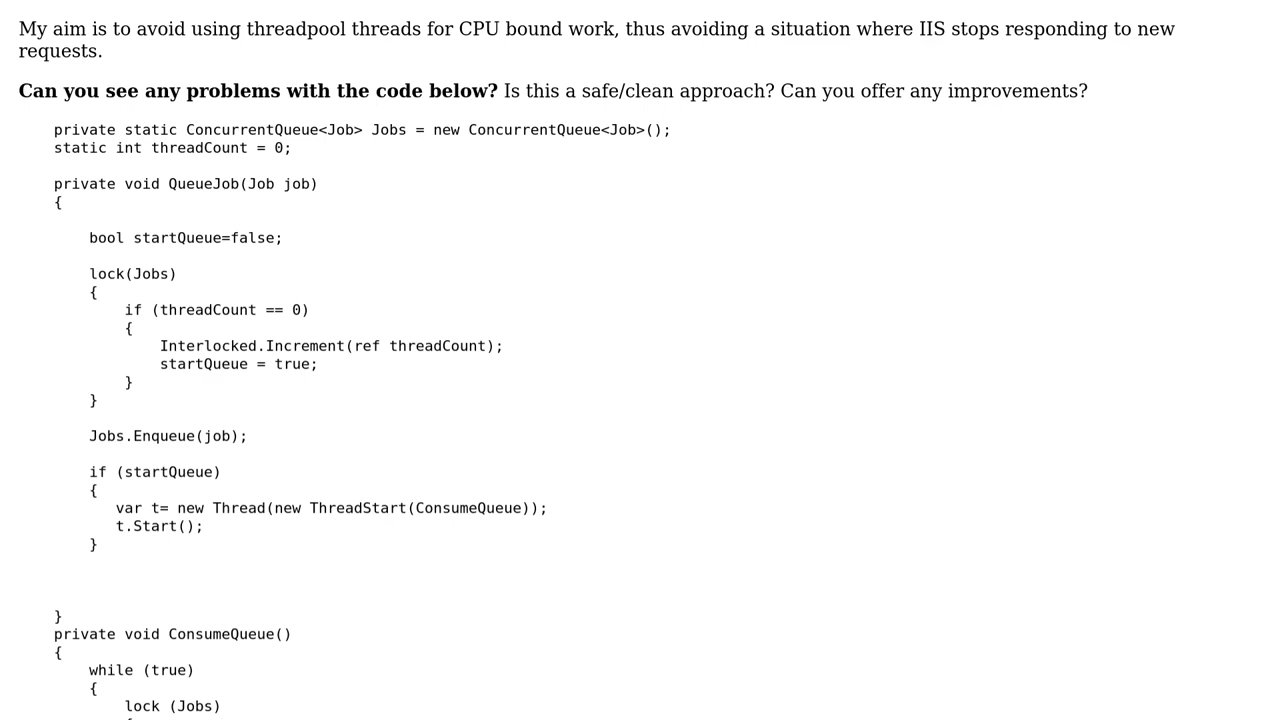 My aim is to avoid using threadpool threads for CPU bound work, thus avoiding a situation where IIS stops responding to new
requests.
Can you see any problems with the code below? Is this a safe/clean approach? Can you offer any improvements?
private static ConcurrentQueue<Job> Jobs = new ConcurrentQueue<Job>();
static int threadCount = 0;
private void QueueJob(Job job)
{
bool startQueue=false;
lock(Jobs)
{
if (threadCount == 0)
{
Interlocked.Increment(ref threadCount);
startQueue = true;
}
}
Jobs.Enqueue(job);
if (startQueue)
{
var t= new Thread(new ThreadStart(ConsumeQueue));
t.Start();
}
}
private void ConsumeQueue()
{
while (true)
{
lock (Jobs)